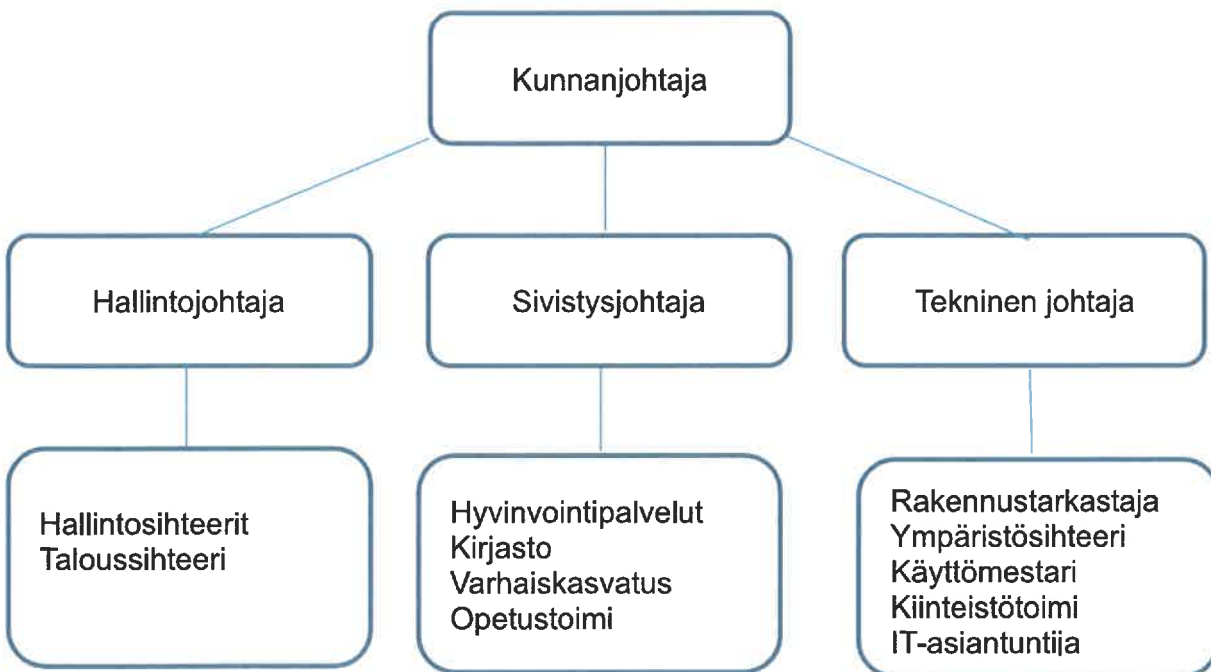 Kunnanjohtaja
Hallintojohtaja
Sivistysjohtaja
Tekninen johtaja
Hallintosihteerit
Taloussihteeri
Hyvinvointipalvelut
Kirjasto
Varhaiskasvatus
Opetustoimi
Rakennustarkastaja
Ympäristösihteeri
Käyttömestari
Kiinteistötoimi
IT-asiantuntija